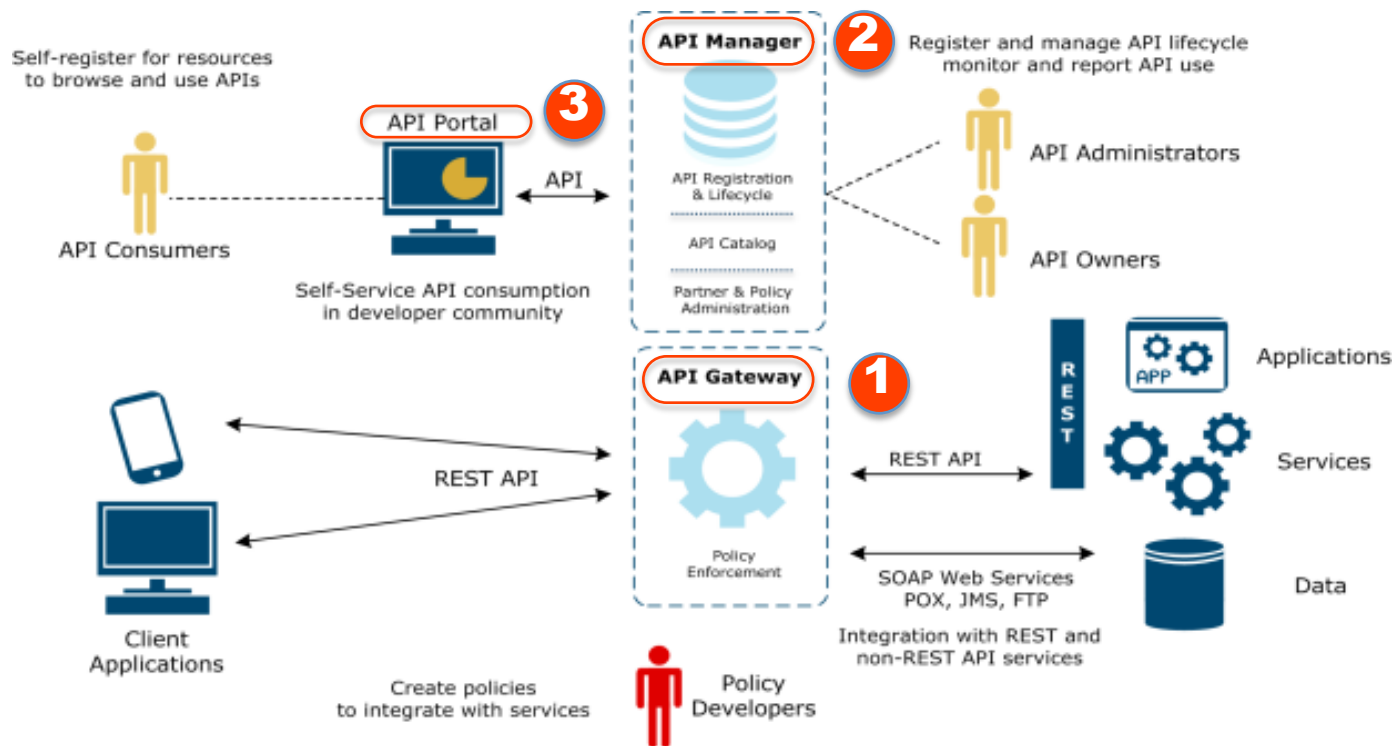 Self-register for resources
to browse and use APIs
API Manager
2
Register and manage API lifecycle
monitor and report API use
API Portal
3
API
API Consumers
Self-Service API consumption
in developer community
API Registration
& Lifecycle
API Catalog
Partner & Policy
Administration
API Administrators
API Owners
API Gateway
1
Policy
Enforcement
REST API
Client
Applications
REST API
REST
APP
Applications
Services
SOAP Web Services
POX, JMS, FTP
Data
Integration with REST and
non-REST API services
Create policies
to integrate with services
Policy
Developers